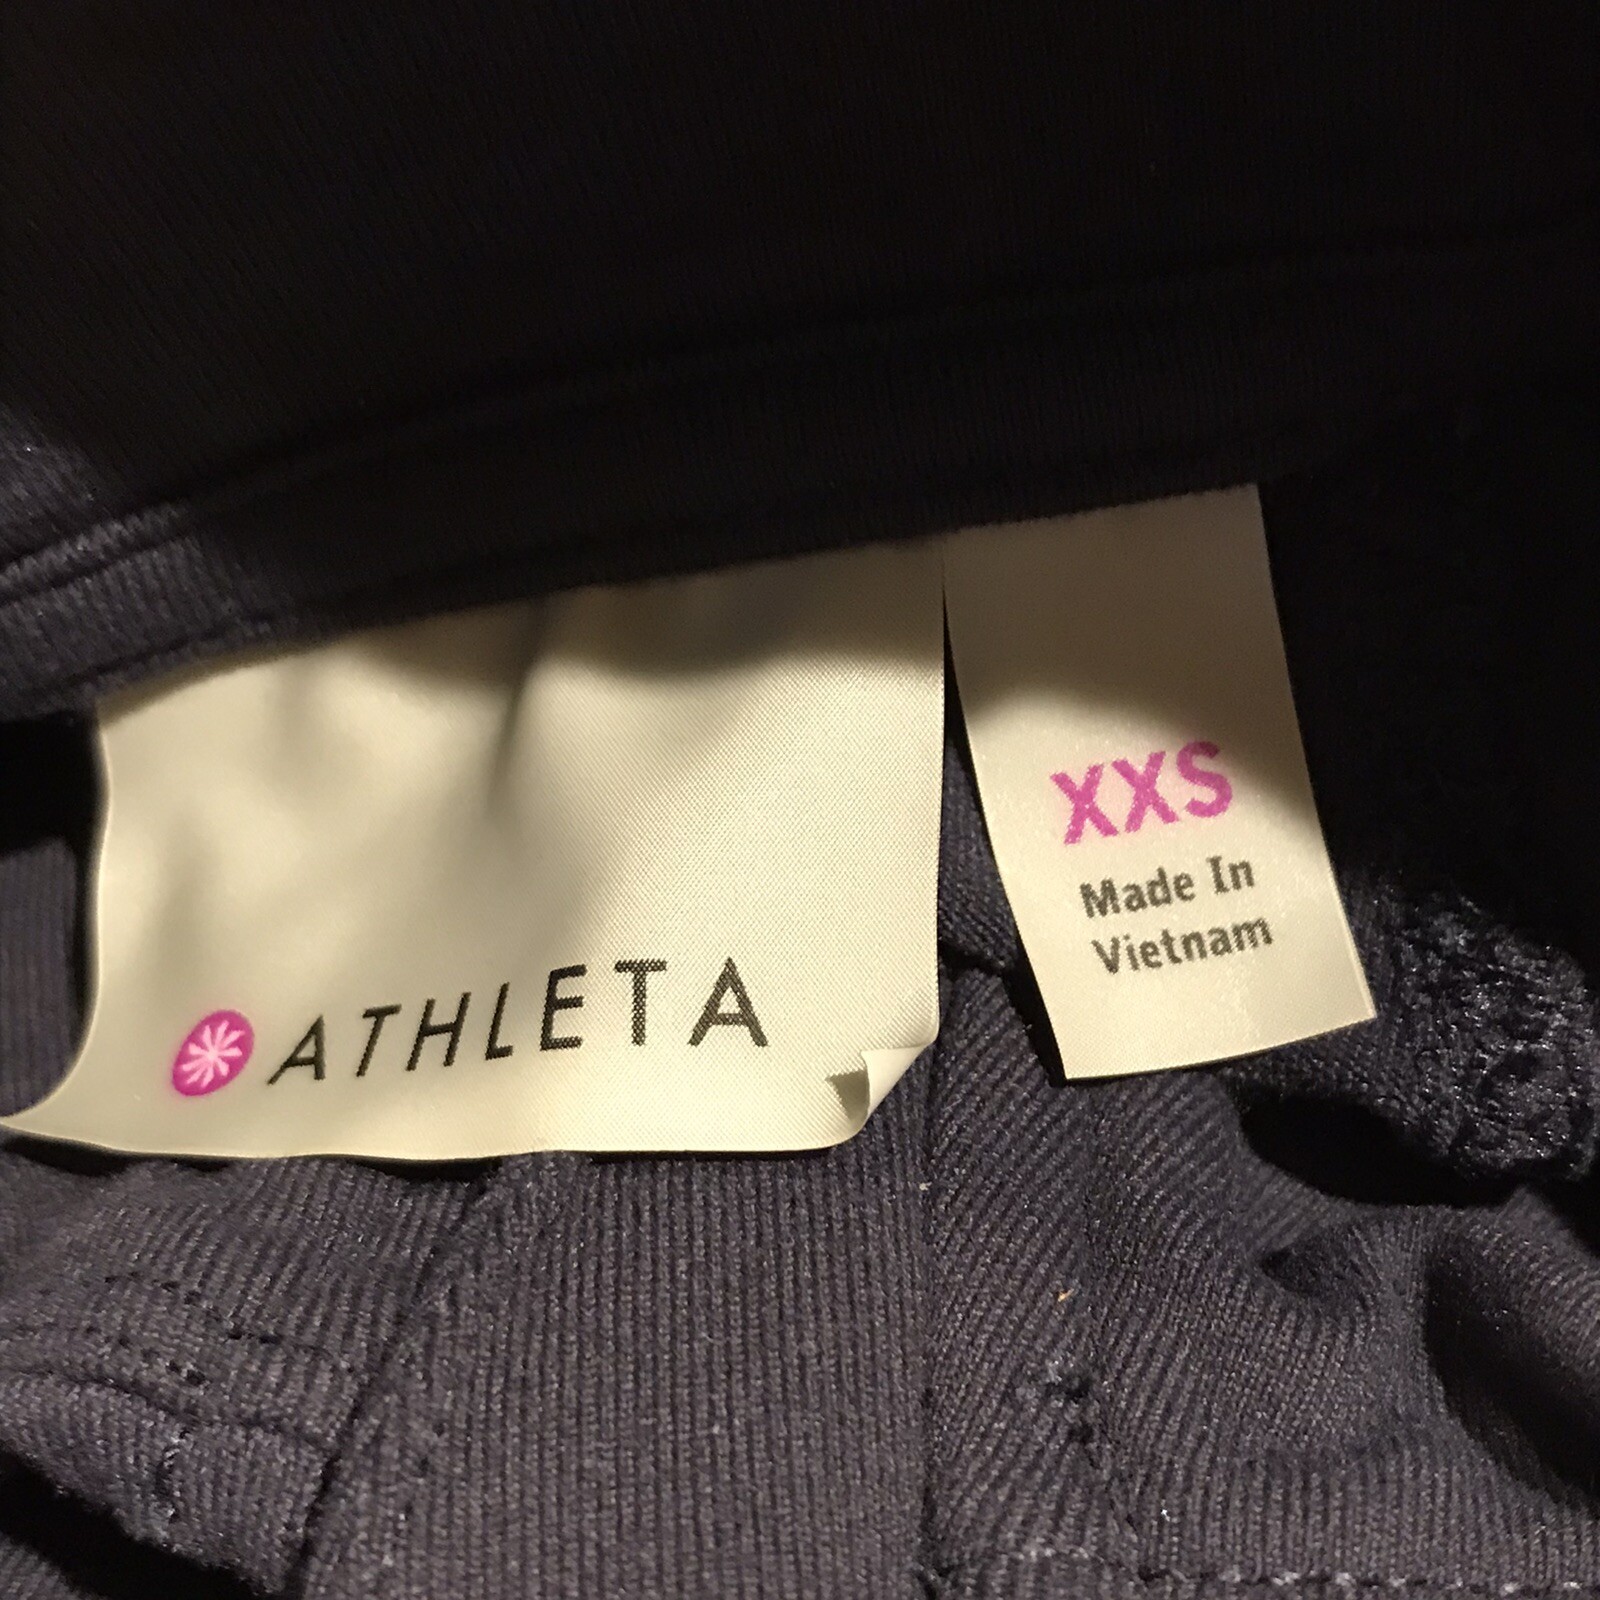 ATHLETA
XXS
Made In
Vietnam